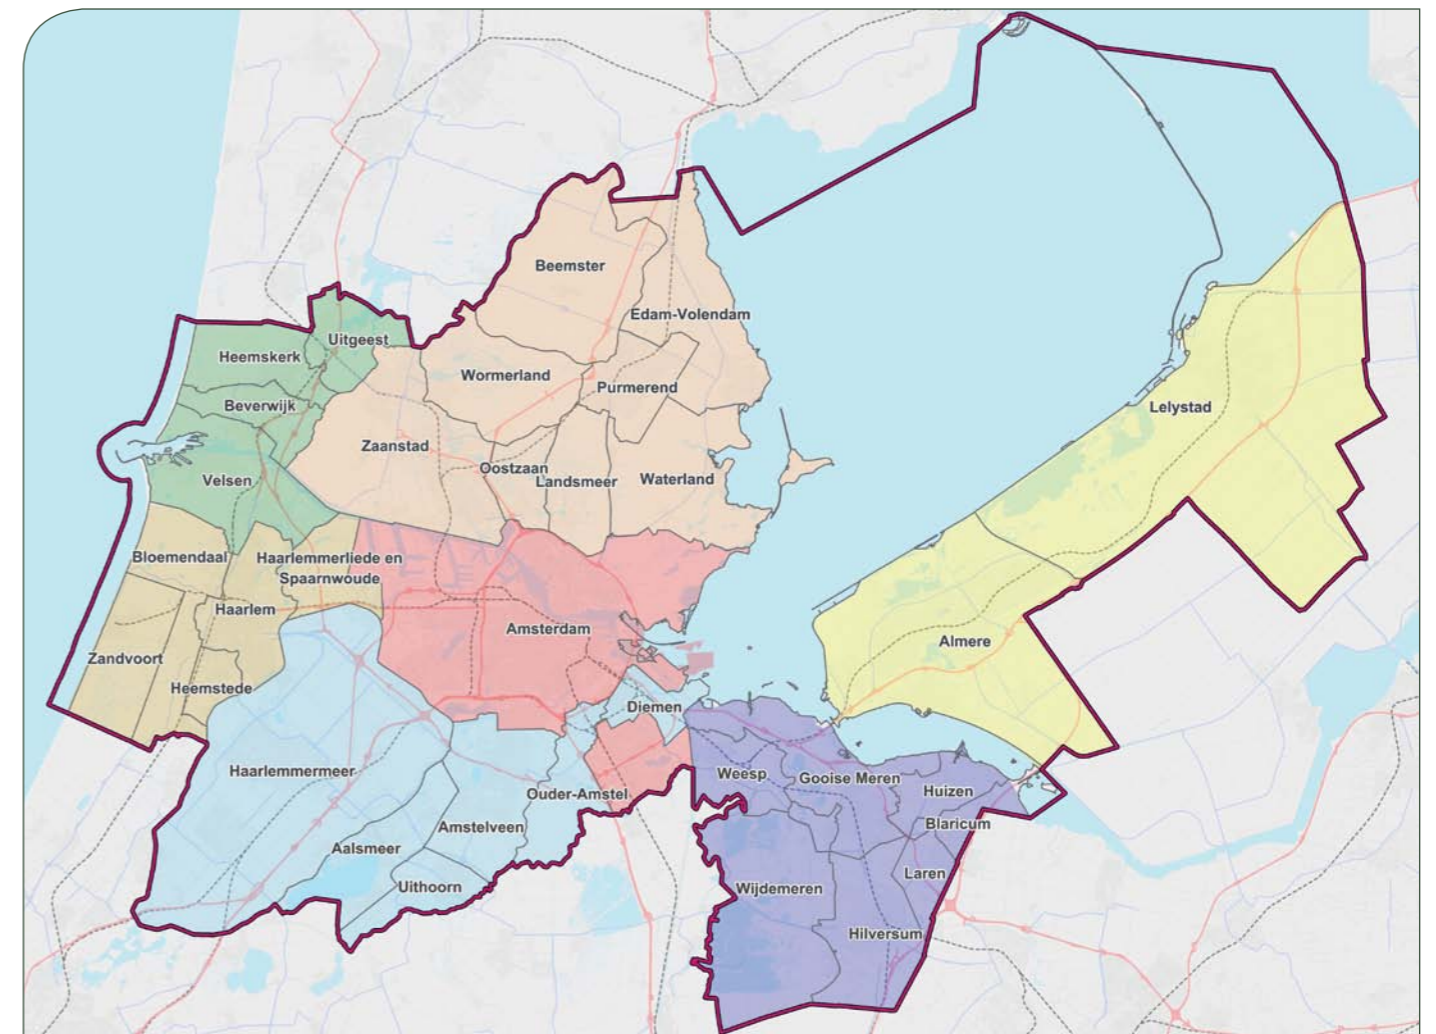 Beemster
Edam-Volendam
Uitgeest
Heemskerk
Wormerland
Purmerend
Beverwijk
Lelystad
Zaanstad
Oostzaan
Landsmeer
Waterland
Velsen
Bloemendaal
Haarlemmerliede en
Spaarnwoude
Haarlem
Amsterdam
Almere
Zandvoort
Heemstede
Diemen
Haarlemmermeer
Weesp
Gooise Meren
Huizen
Ouder-Amstel
Amstelveen
Blaricum
Aalsmeer
Laren
Uithoorn
Wijdemeren
Hilversum